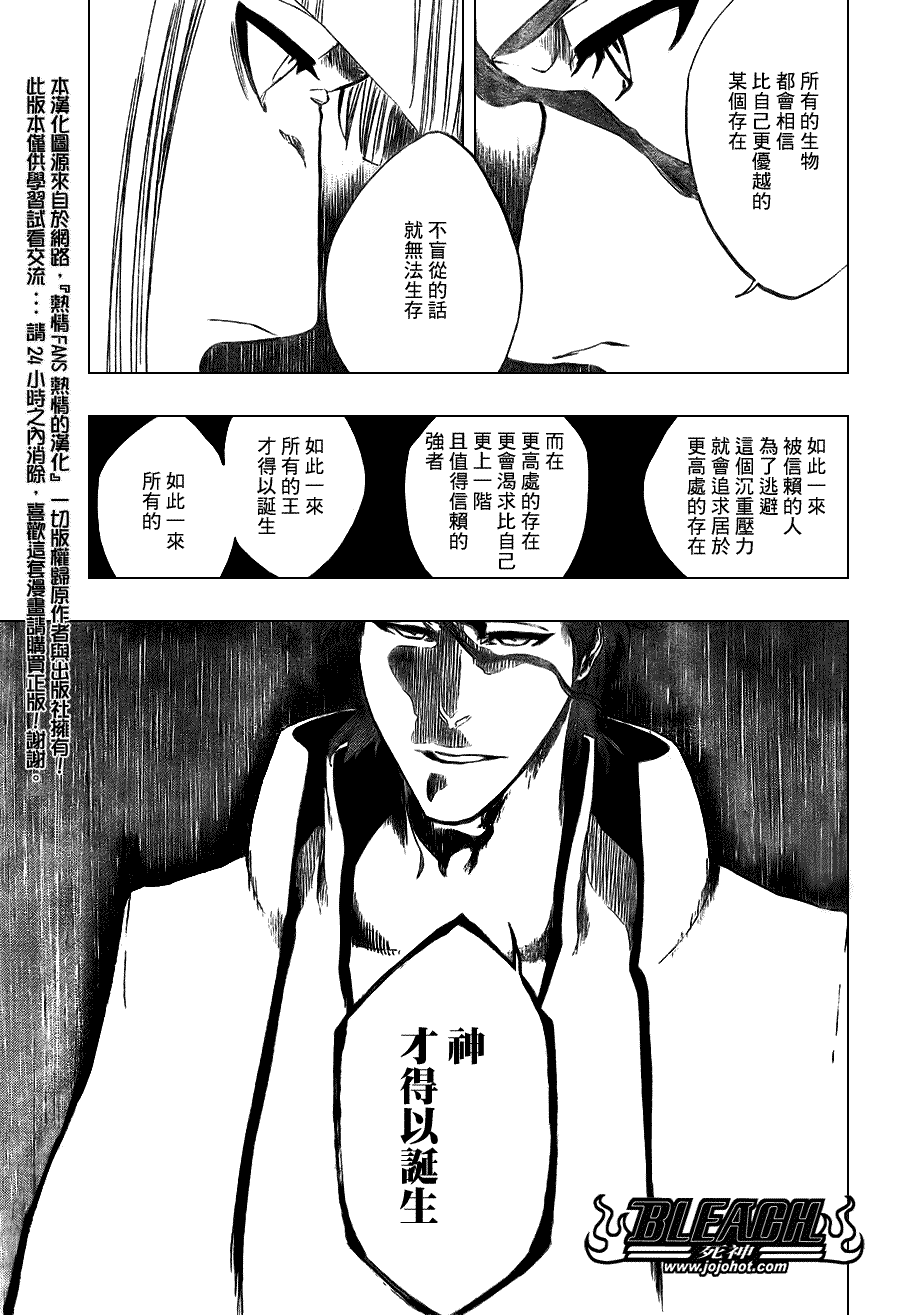 所有的生物
都會相信
比自己更優越的
某個存在
不盲從的話
就無法生存
如此一來
被信賴的人
為了逃避
這個沉重壓力
就會追求居於
更高處的存在
而在
更高處的存在
更會渴求比自己
更上一階
且值得信賴的
強者
如此一來
所有的王
才得以誕生
如此一來
所有的
神
才得以誕生
本漢化圖源來自於網路，『熱情FANS熱情的漢化』一切版權歸原作者與出版社擁有！
此版本僅供學習試看交流… 請24小時之內消除，喜歡這套漫畫請購買正版！謝謝。
BLEACH
死神
www.jojohot.com